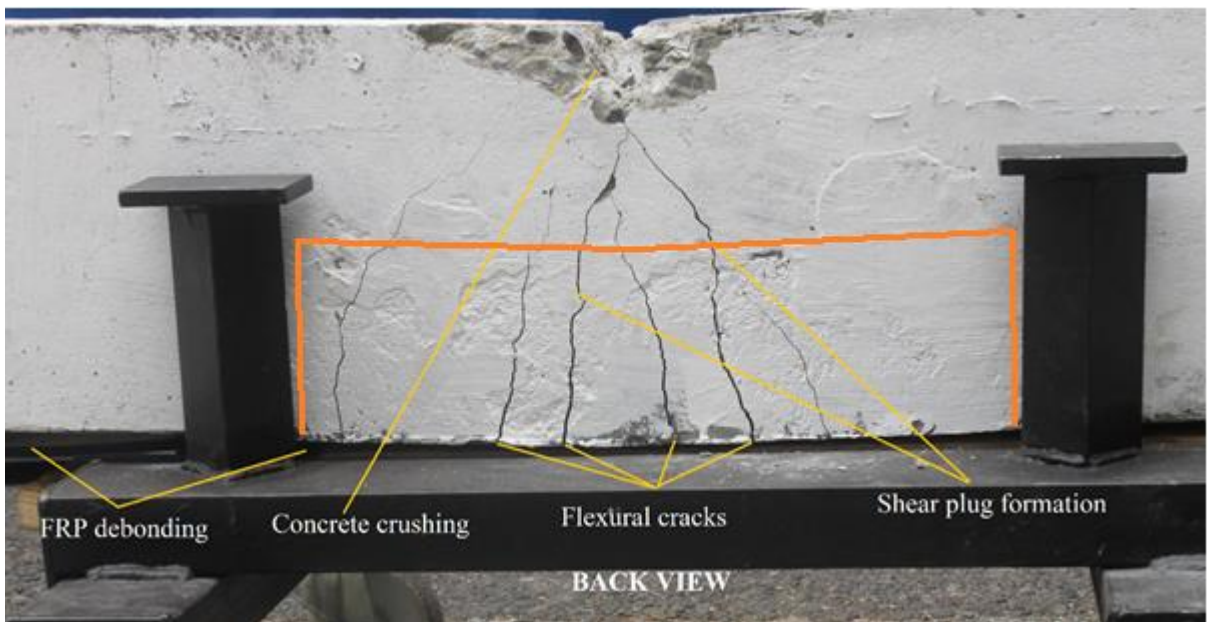 FRP debonding
Concrete crushing
Flexural cracks
Shear plug formation
BACK VIEW